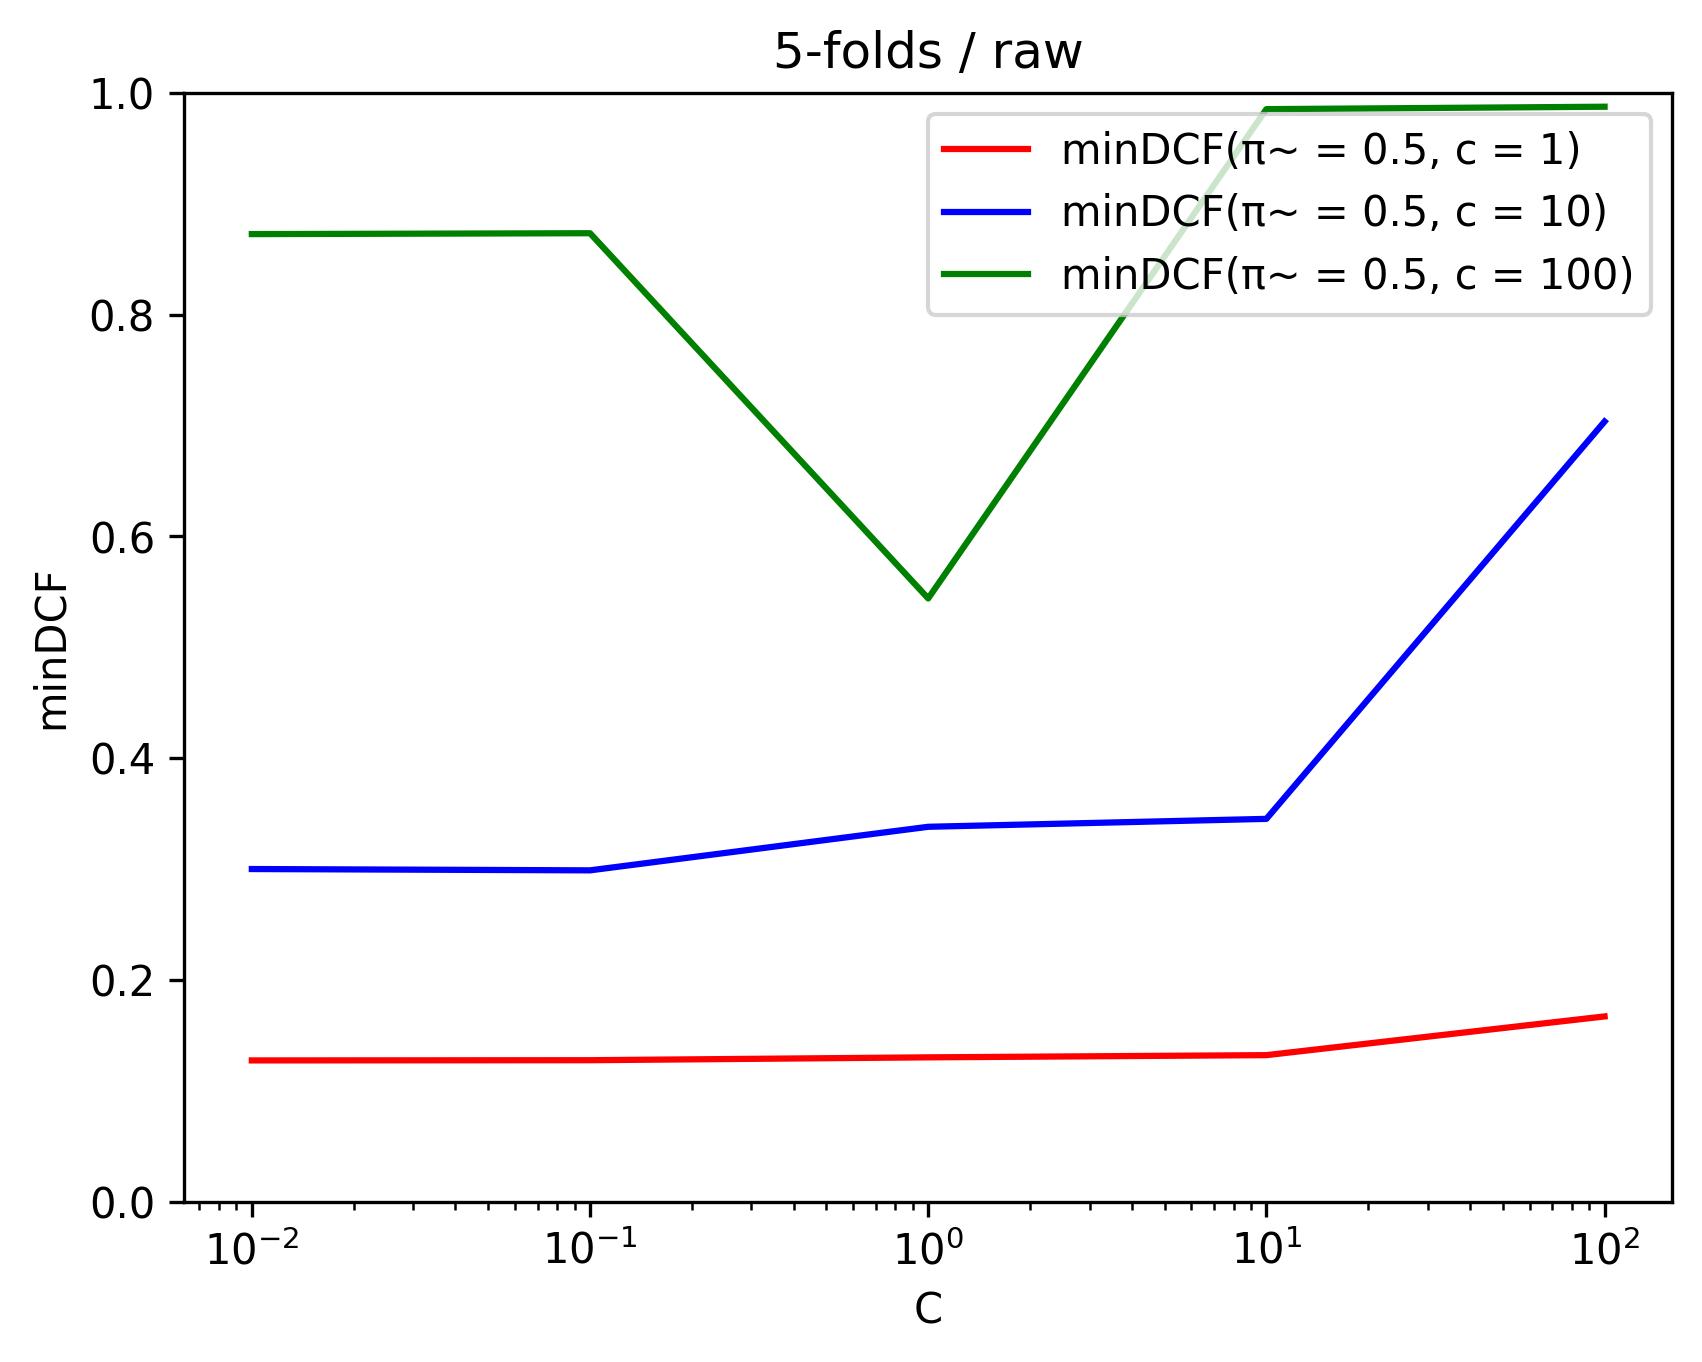 5-folds / raw
1.0
0.8
0.6
0.4
0.2
0.0
minDCF
minDCF(π~ = 0.5, c = 1)
minDCF(π~ = 0.5, c = 10)
minDCF(π~ = 0.5, c = 100)
10⁻² 10⁻¹ 10⁰ 10¹ 10²
C